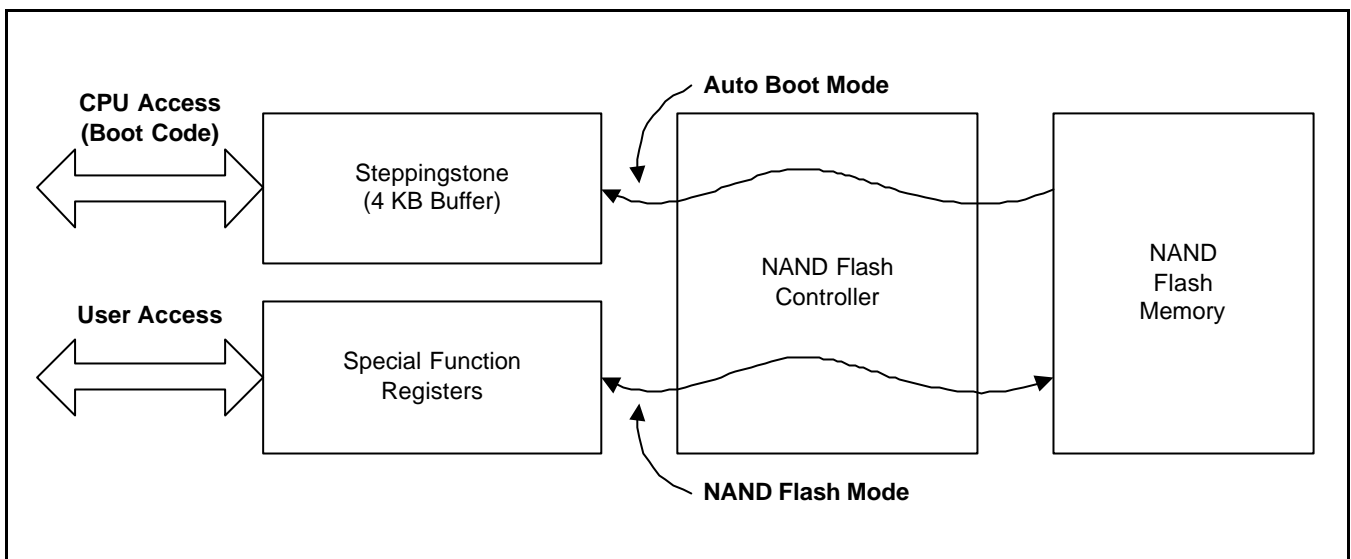 Auto Boot Mode
CPU Access
(Boot Code)
Steppingstone
(4 KB Buffer)
NAND Flash
Controller
NAND
Flash
Memory
User Access
Special Function
Registers
NAND Flash Mode